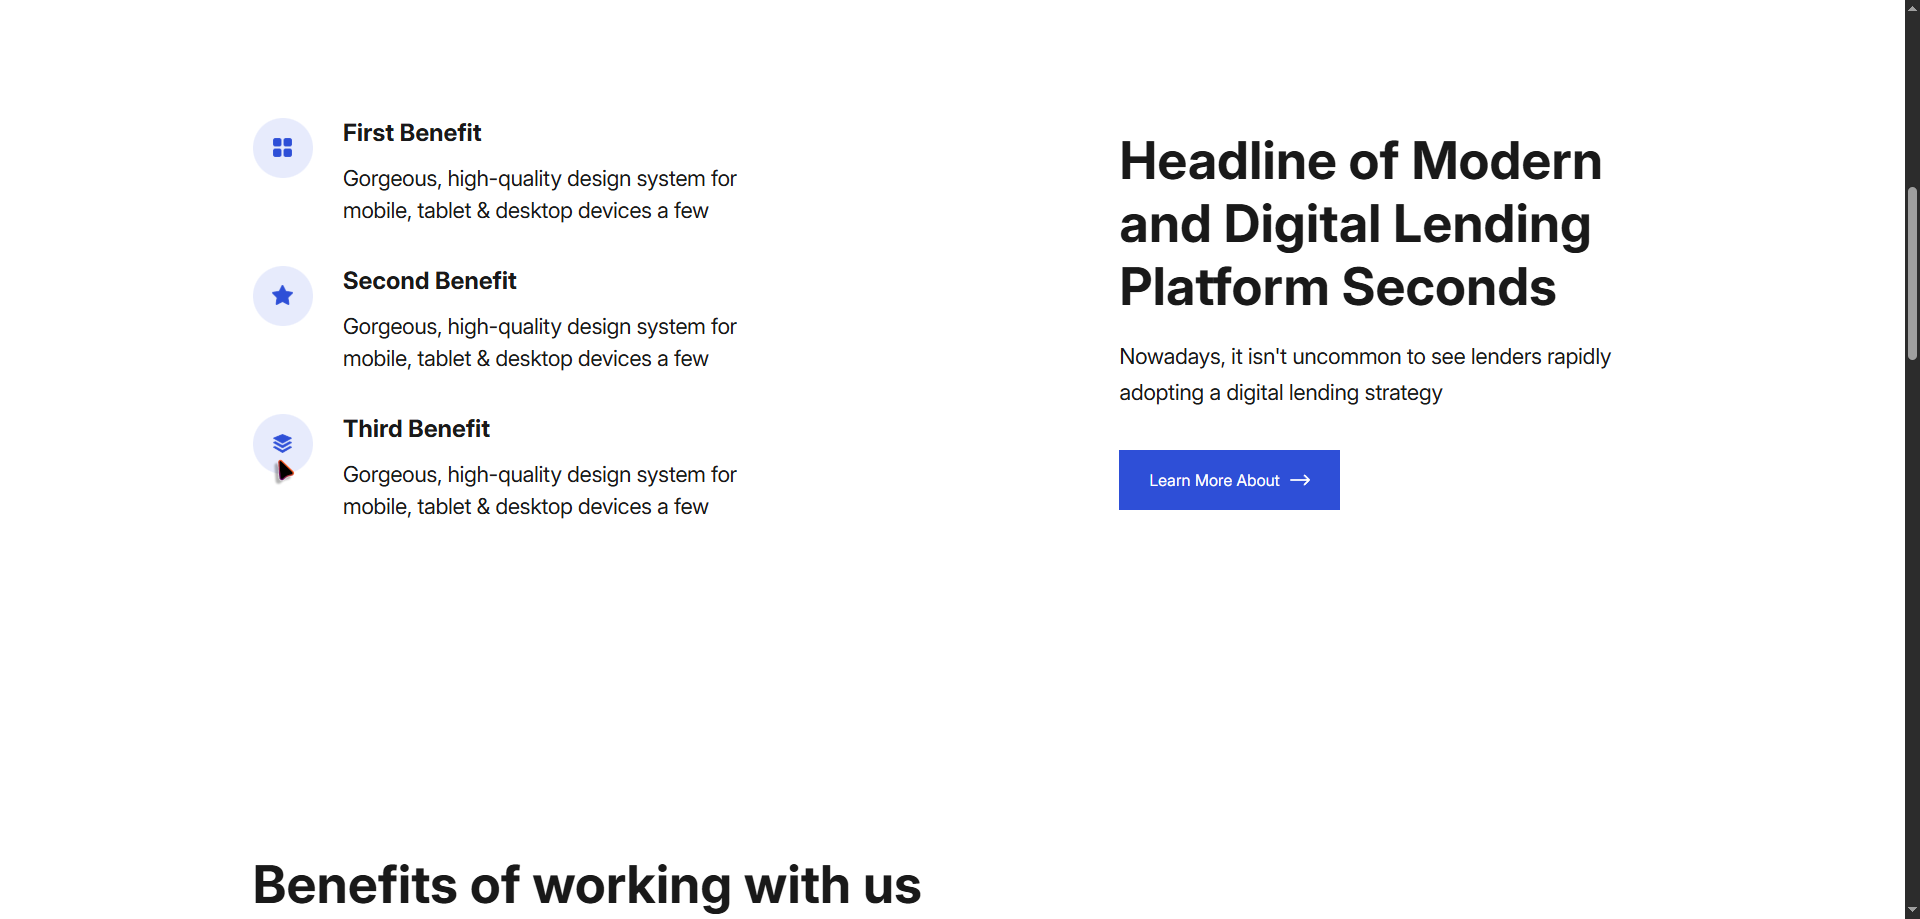 First Benefit
Gorgeous, high-quality design system for
mobile, tablet & desktop devices a few
Second Benefit
Gorgeous, high-quality design system for
mobile, tablet & desktop devices a few
Third Benefit
Gorgeous, high-quality design system for
mobile, tablet & desktop devices a few
Headline of Modern
and Digital Lending
Platform Seconds
Nowadays, it isn't uncommon to see lenders rapidly
adopting a digital lending strategy
Learn More About
Benefits of working with us